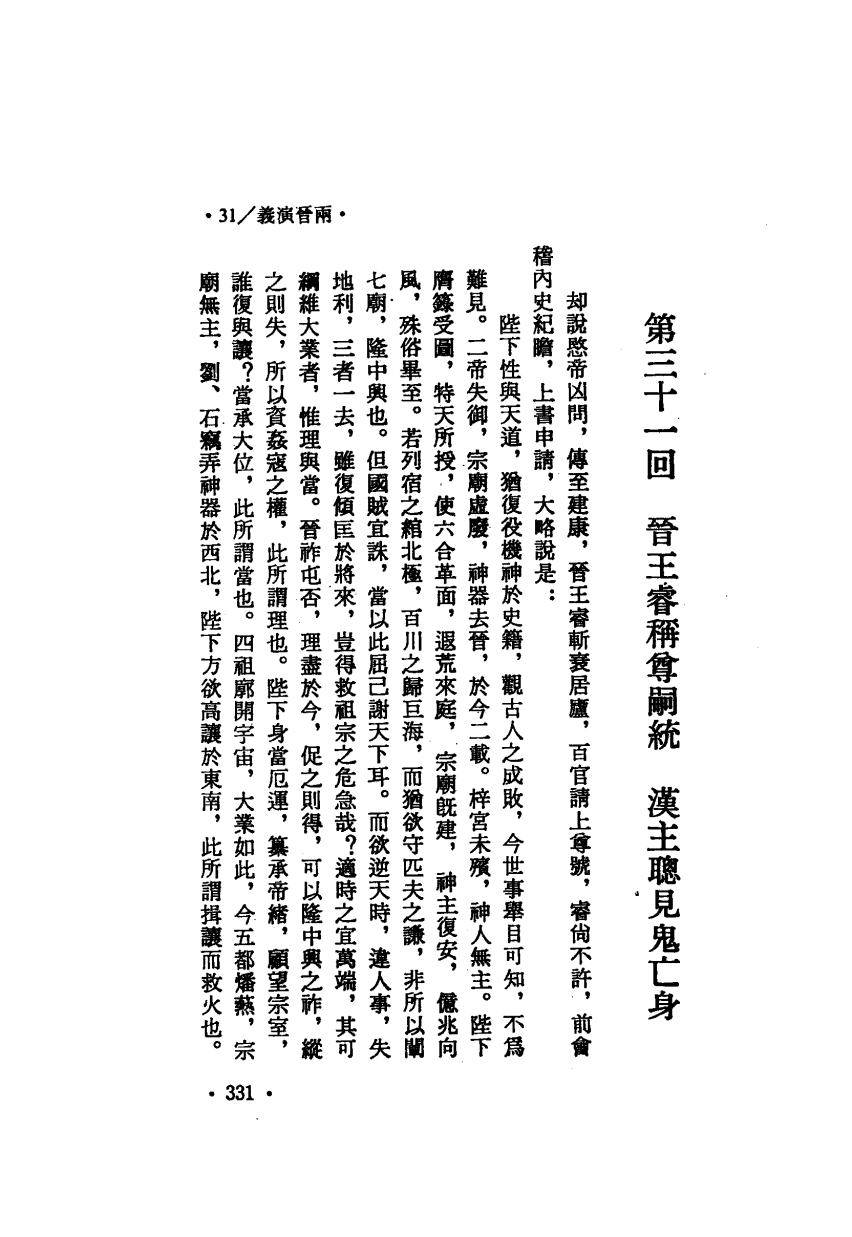 ・31/義演晉兩・
第三十一回　晉王睿稱尊嗣統　漢主聰見鬼亡身
却說愍帝凶問，傳至建康，晉王睿斬衰居廬，百官請上尊號，睿尙不許，前會
稽內史紀瞻，上書申請，大略說是：
陛下性與天道，猶復役機神於史籍，觀古人之成敗，今世事舉目可知，不爲
難見。二帝失御，宗廟虛廢，神器去晉，於今二載。梓宮未殯，神人無主。陛下
膺籙受圖，特天所授，使六合革面，遐荒來庭，宗廟旣建，神主復安，億兆向
風，殊俗畢至。若列宿之綰北極，百川之歸巨海，而猶欲守匹夫之謙，非所以闡
七廟，隆中興也。但國賊宜誅，當以此屈己謝天下耳。而欲逆天時，違人事，失
地利，三者一去，雖復傾匡於將來，豈得救祖宗之危急哉？適時之宜萬端，其可
綱維大業者，惟理與當。晉祚屯否，理盡於今，促之則得，可以隆中興之祚，縱
之則失，所以資姦寇之權，此所謂理也。陛下身當厄運，纂承帝緒，顧望宗室，
誰復與讓？當承大位，此所謂當也。四祖廓開宇宙，大業如此，今五都燔爇，宗
廟無主，劉、石竊弄神器於西北，陛下方欲高讓於東南，此所謂揖讓而救火也。
・331・